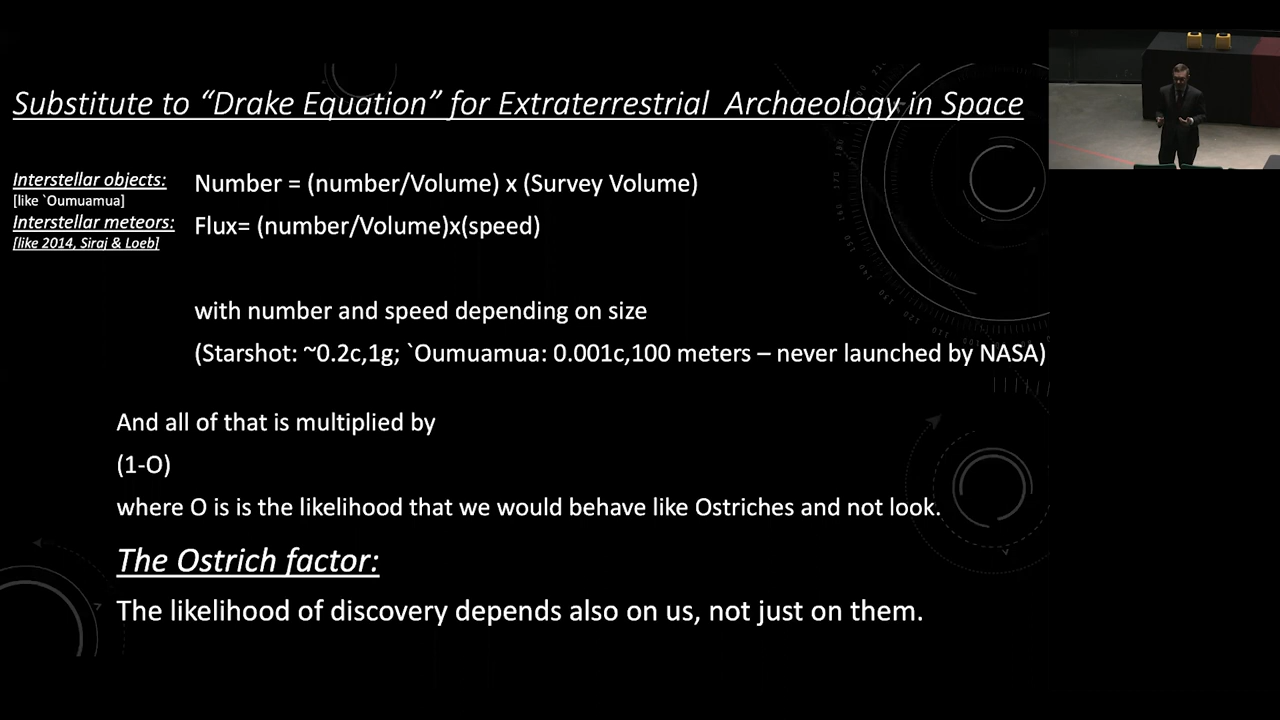 Substitute to “Drake Equation” for Extraterrestrial Archaeology in Space
Interstellar objects:
[like `Oumuamua]
Number = (number/Volume) x (Survey Volume)
Interstellar meteors:
[like 2014, Siraj & Loeb]
Flux= (number/Volume)x(speed)
with number and speed depending on size
(Starshot: ~0.2c,1g; `Oumuamua: 0.001c,100 meters – never launched by NASA)
And all of that is multiplied by
(1-O)
where O is is the likelihood that we would behave like Ostriches and not look.
The Ostrich factor:
The likelihood of discovery depends also on us, not just on them.